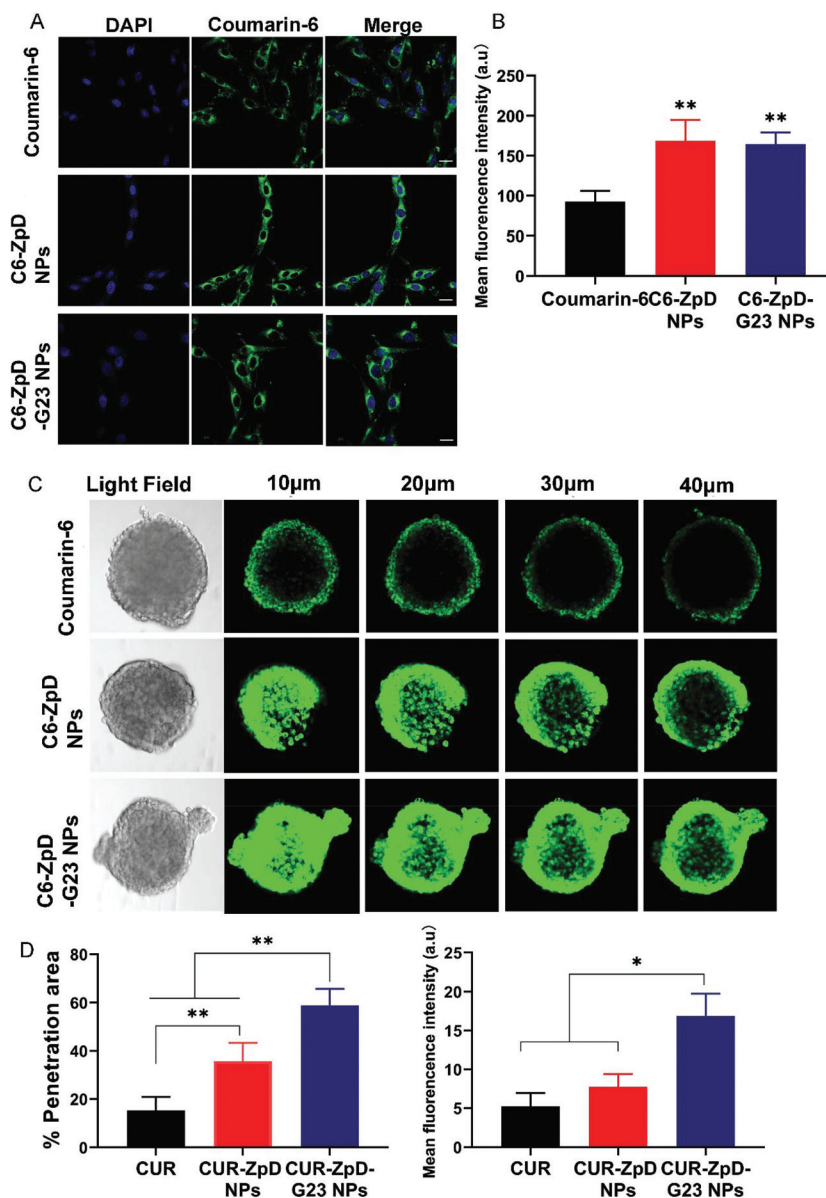 A
DAPI Coumarin-6 Merge
Coumarin-6
C6-ZpD
NPs
C6-ZpD
-G23 NPs
B
Mean fluorencence intensity (a.u)
250
200
150
100
50
0
** **
Coumarin-6 C6-ZpD
NPs
C6-ZpD-
G23 NPs
C
Light Field 10μm 20μm 30μm 40μm
Coumarin-6
C6-ZpD
NPs
C6-ZpD
-G23 NPs
D
% Penetration area
80
60
40
20
0
**
**
CUR CUR-ZpD
NPs
CUR-ZpD-
G23 NPs
Mean fluorencence intensity (a.u)
25
20
15
10
5
0
*
CUR CUR-ZpD
NPs
CUR-ZpD-
G23 NPs